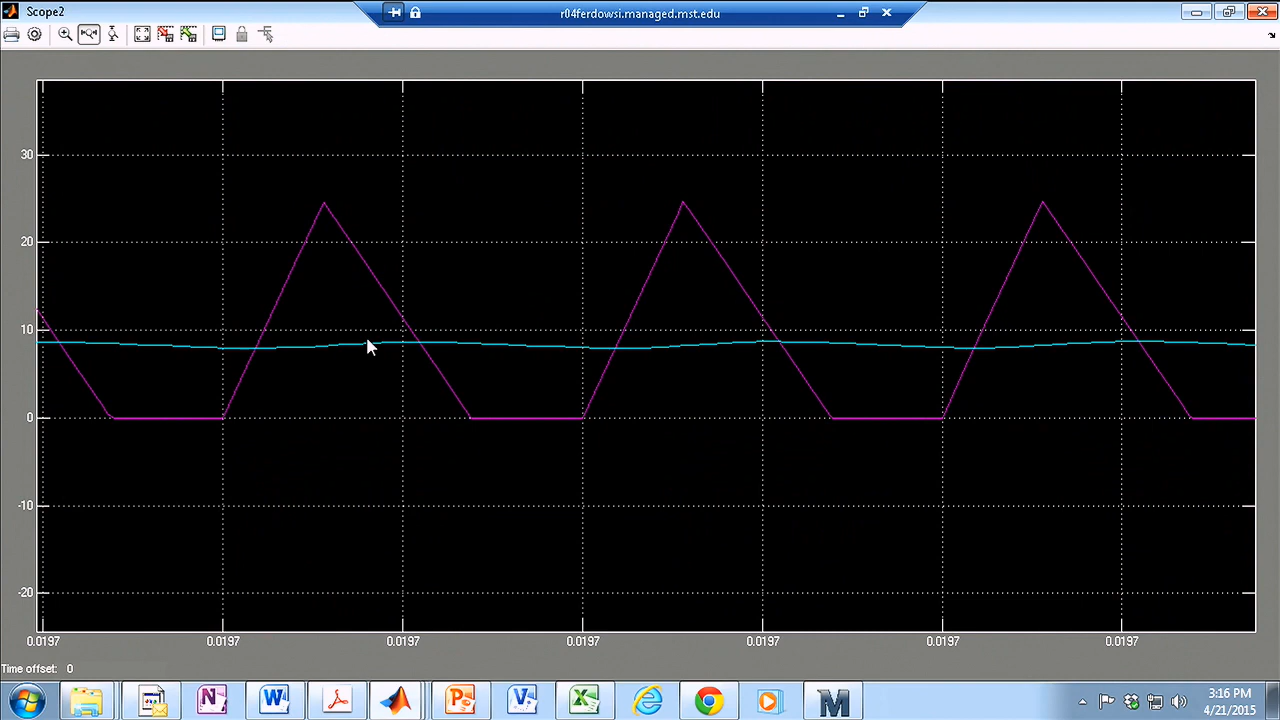 Scope2
r04ferdowsi.managed.mst.edu
30
20
10
0
-10
-20
0.0197 0.0197 0.0197 0.0197 0.0197 0.0197 0.0197
Time offset: 0
N W P V X M
3:16 PM
4/21/2015